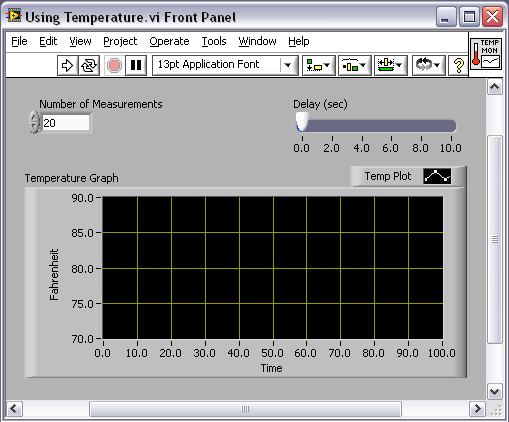 Using Temperature.vi Front Panel
File Edit View Project Operate Tools Window Help
TEMP
MON
13pt Application Font
?
Number of Measurements
20
Delay (sec)
0.0 2.0 4.0 6.0 8.0 10.0
Temperature Graph
Temp Plot
Fahrenheit
90.0
85.0
80.0
75.0
70.0
0.0 10.0 20.0 30.0 40.0 50.0 60.0 70.0 80.0 90.0 100.0
Time